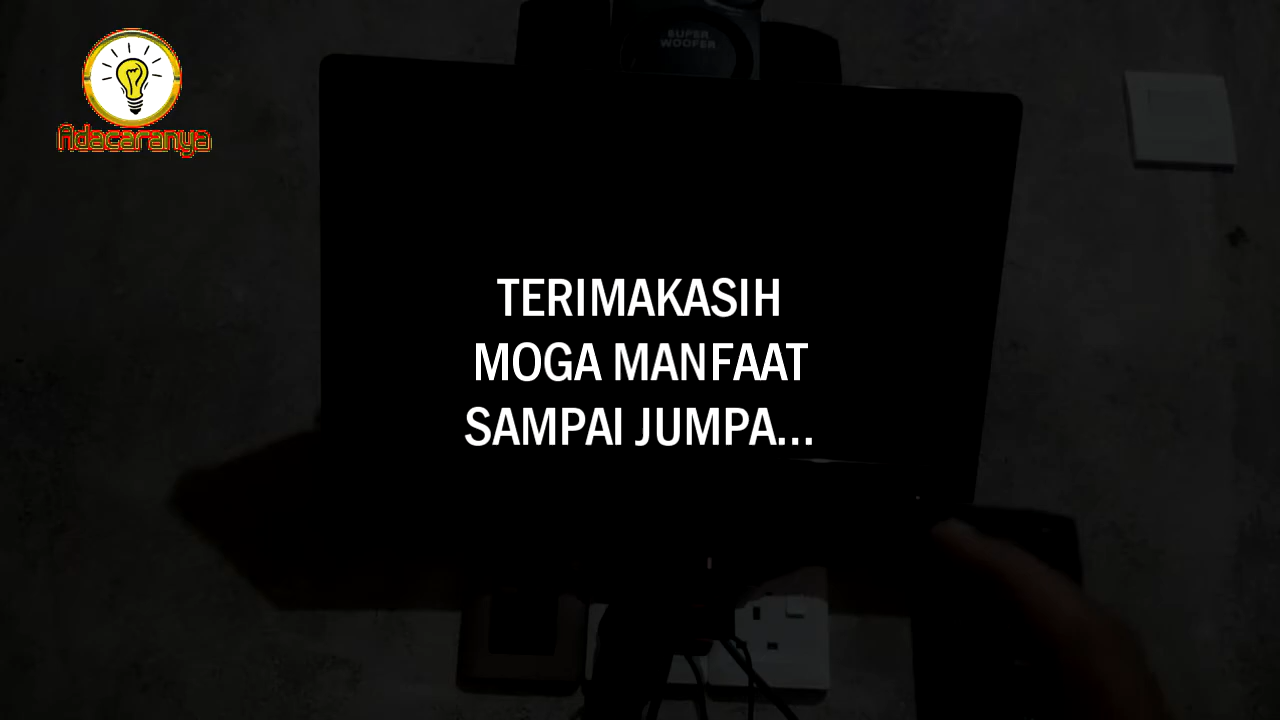 SUPER
WOOFER
Adacaranya
TERIMAKASIH
MOGA MANFAAT
SAMPAI JUMPA...